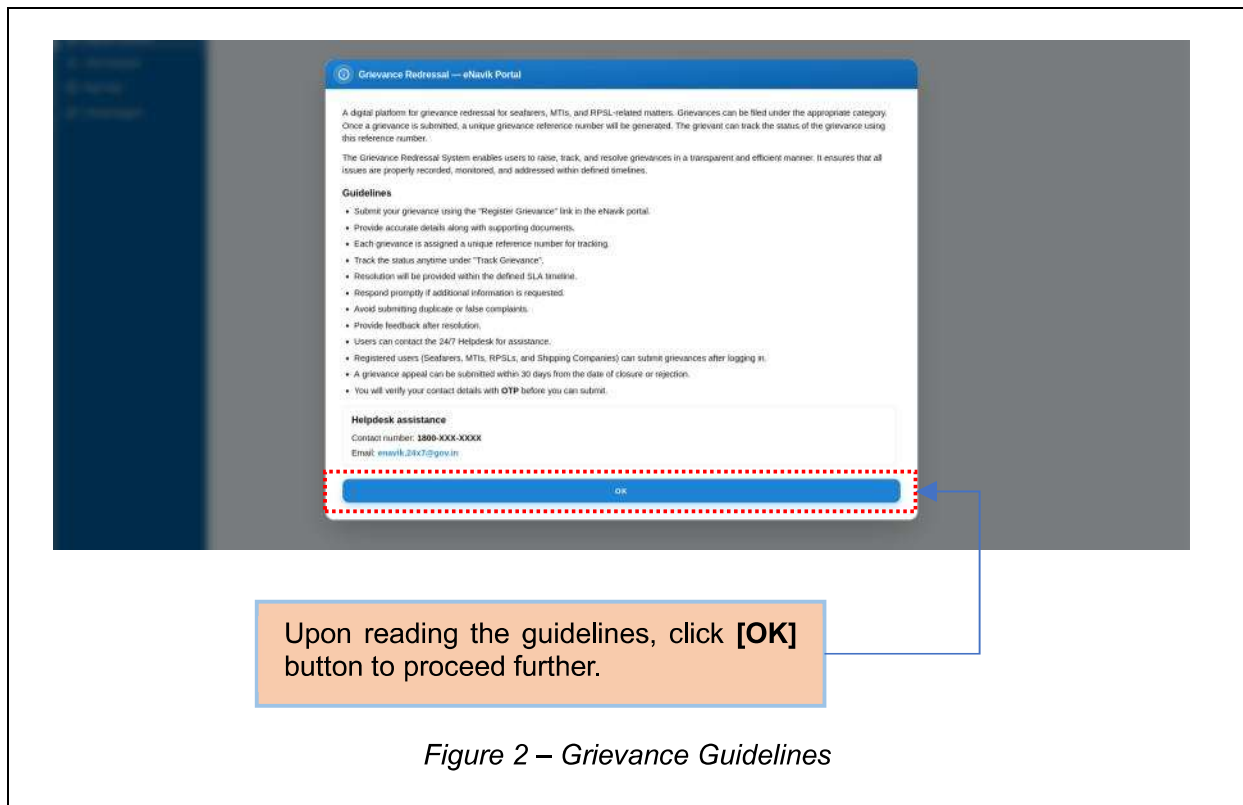 Grievance Redressal — eNavik Portal
A digital platform for grievance redressal for seafarers, MTIs, and RPSL-related matters. Grievances can be filed under the appropriate category.
Once a grievance is submitted, a unique grievance reference number will be generated. The grievant can track the status of the grievance using
this reference number.
The Grievance Redressal System enables users to raise, track, and resolve grievances in a transparent and efficient manner. It ensures that all
issues are properly recorded, monitored, and addressed within defined timelines.
Guidelines
• Submit your grievance using the "Register Grievance" link in the eNavik portal.
• Provide accurate details along with supporting documents.
• Each grievance is assigned a unique reference number for tracking.
• Track the status anytime under "Track Grievance".
• Resolution will be provided within the defined SLA timeline.
• Respond promptly if additional information is requested.
• Avoid submitting duplicate or false complaints.
• Provide feedback after resolution.
• Users can contact the 24/7 Helpdesk for assistance.
• Registered users (Seafarers, MTIs, RPSLs, and Shipping Companies) can submit grievances after logging in.
• A grievance appeal can be submitted within 30 days from the date of closure or rejection.
• You will verify your contact details with OTP before you can submit.
Helpdesk assistance
Contact number: 1800-XXX-XXXX
Email: enavik.24x7@gov.in
OK
Upon reading the guidelines, click [OK]
button to proceed further.
Figure 2 – Grievance Guidelines